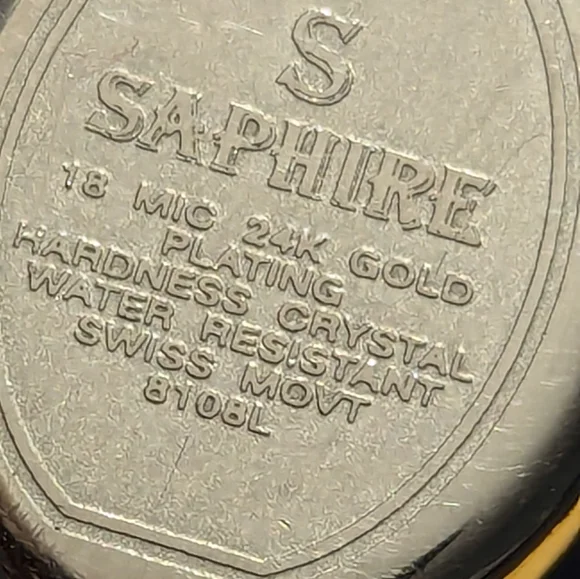 S
SAPHIRE
18 MIC 24K GOLD
PLATING
HARDNESS CRYSTAL
WATER RESISTANT
SWISS MOVT
8108L